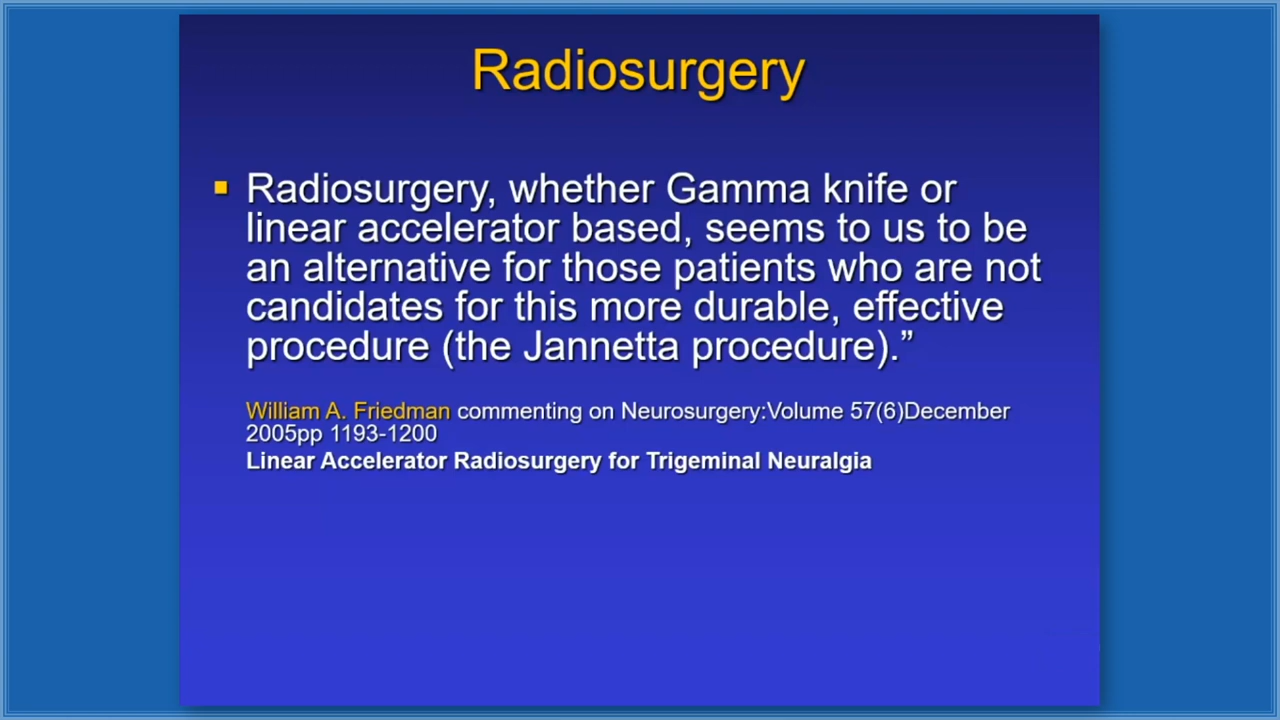 Radiosurgery
Radiosurgery, whether Gamma knife or
linear accelerator based, seems to us to be
an alternative for those patients who are not
candidates for this more durable, effective
procedure (the Jannetta procedure).”
William A. Friedman commenting on Neurosurgery:Volume 57(6)December
2005pp 1193-1200
Linear Accelerator Radiosurgery for Trigeminal Neuralgia